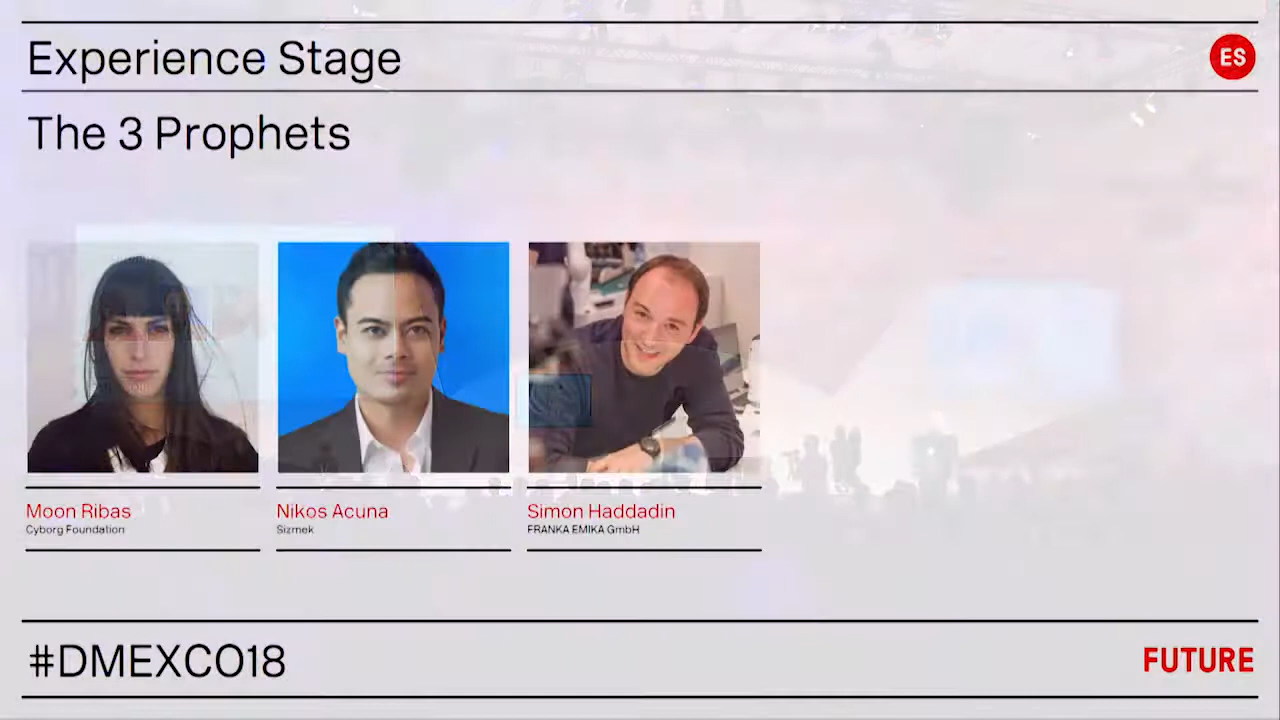 Experience Stage
ES
The 3 Prophets
Moon Ribas
Cyborg Foundation
Nikos Acuna
Sizmek
Simon Haddadin
FRANKA EMIKA GmbH
#DMEXCO18
FUTURE